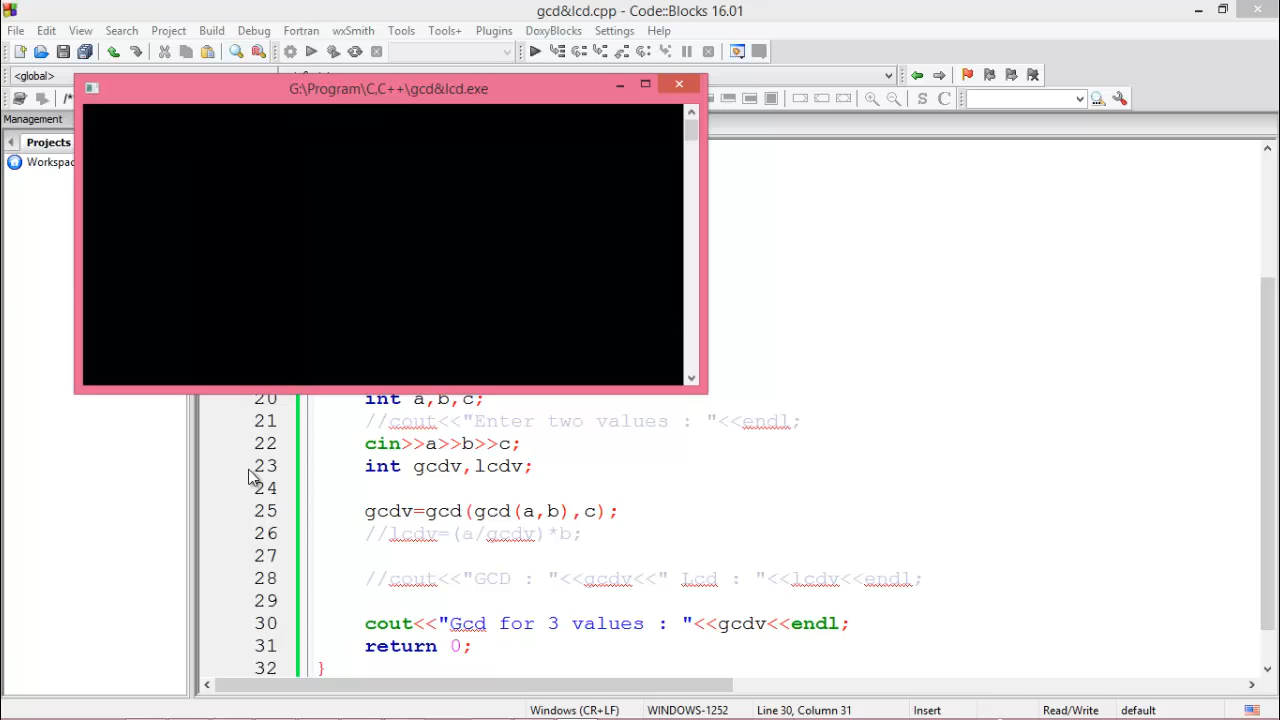 gcd&lcd.cpp - Code::Blocks 16.01
File Edit View Search Project Build Debug Fortran wxSmith Tools Tools+ Plugins DoxyBlocks Settings Help
<global>
G:\Program\C,C++\gcd&lcd.exe
/*
S C
Management
Projects
Workspac
20 int a,b,c;
21 //cout<<"Enter two values : "<<endl;
22 cin>>a>>b>>c;
23 int gcdv,lcdv;
24
25 gcdv=gcd(gcd(a,b),c);
26 //lcdv=(a/gcdv)*b;
27
28 //cout<<"GCD : "<<gcdv<<" Lcd : "<<lcdv<<endl;
29
30 cout<<"Gcd for 3 values : "<<gcdv<<endl;
31 return 0;
32 }
Windows (CR+LF) WINDOWS-1252 Line 30, Column 31 Insert Read/Write default